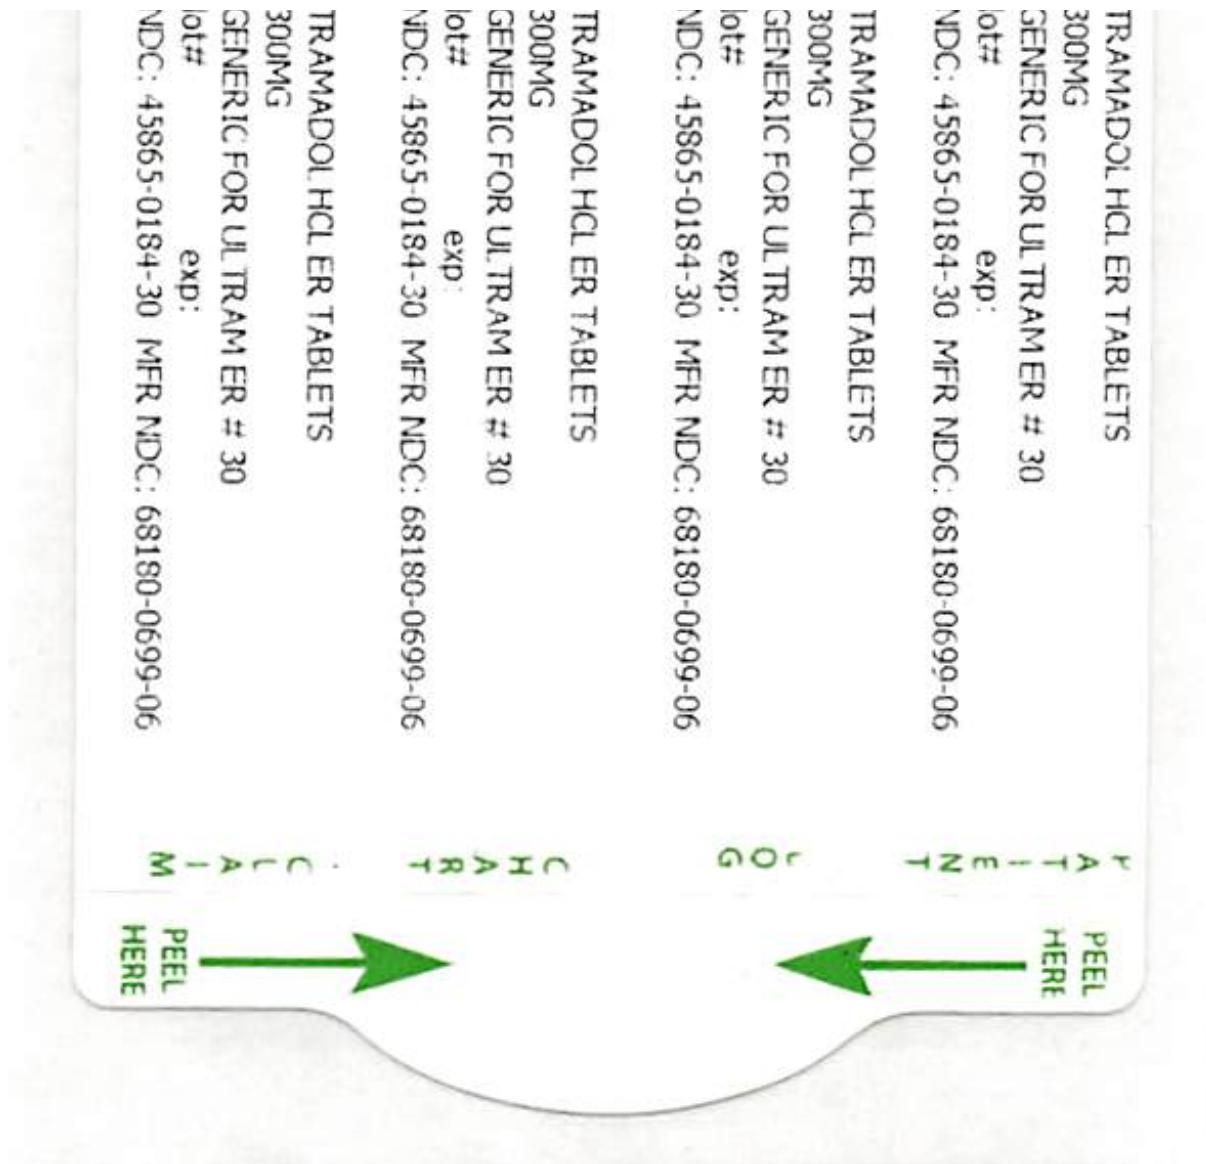 TRAMADOL HCL ER TABLETS
300MG
GENERIC FOR ULTRAM ER # 30
lot# exp:
NDC: 45865-0184-30 MFR NDC: 68180-0699-06
PATIENT
TRAMADOL HCL ER TABLETS
300MG
GENERIC FOR ULTRAM ER # 30
lot# exp:
NDC: 45865-0184-30 MFR NDC: 68180-0699-06
LOG
TRAMADOL HCL ER TABLETS
300MG
GENERIC FOR ULTRAM ER # 30
lot# exp:
NDC: 45865-0184-30 MFR NDC: 68180-0699-06
CHART
TRAMADOL HCL ER TABLETS
300MG
GENERIC FOR ULTRAM ER # 30
lot# exp:
NDC: 45865-0184-30 MFR NDC: 68180-0699-06
CLAIM
PEEL
HERE
PEEL
HERE